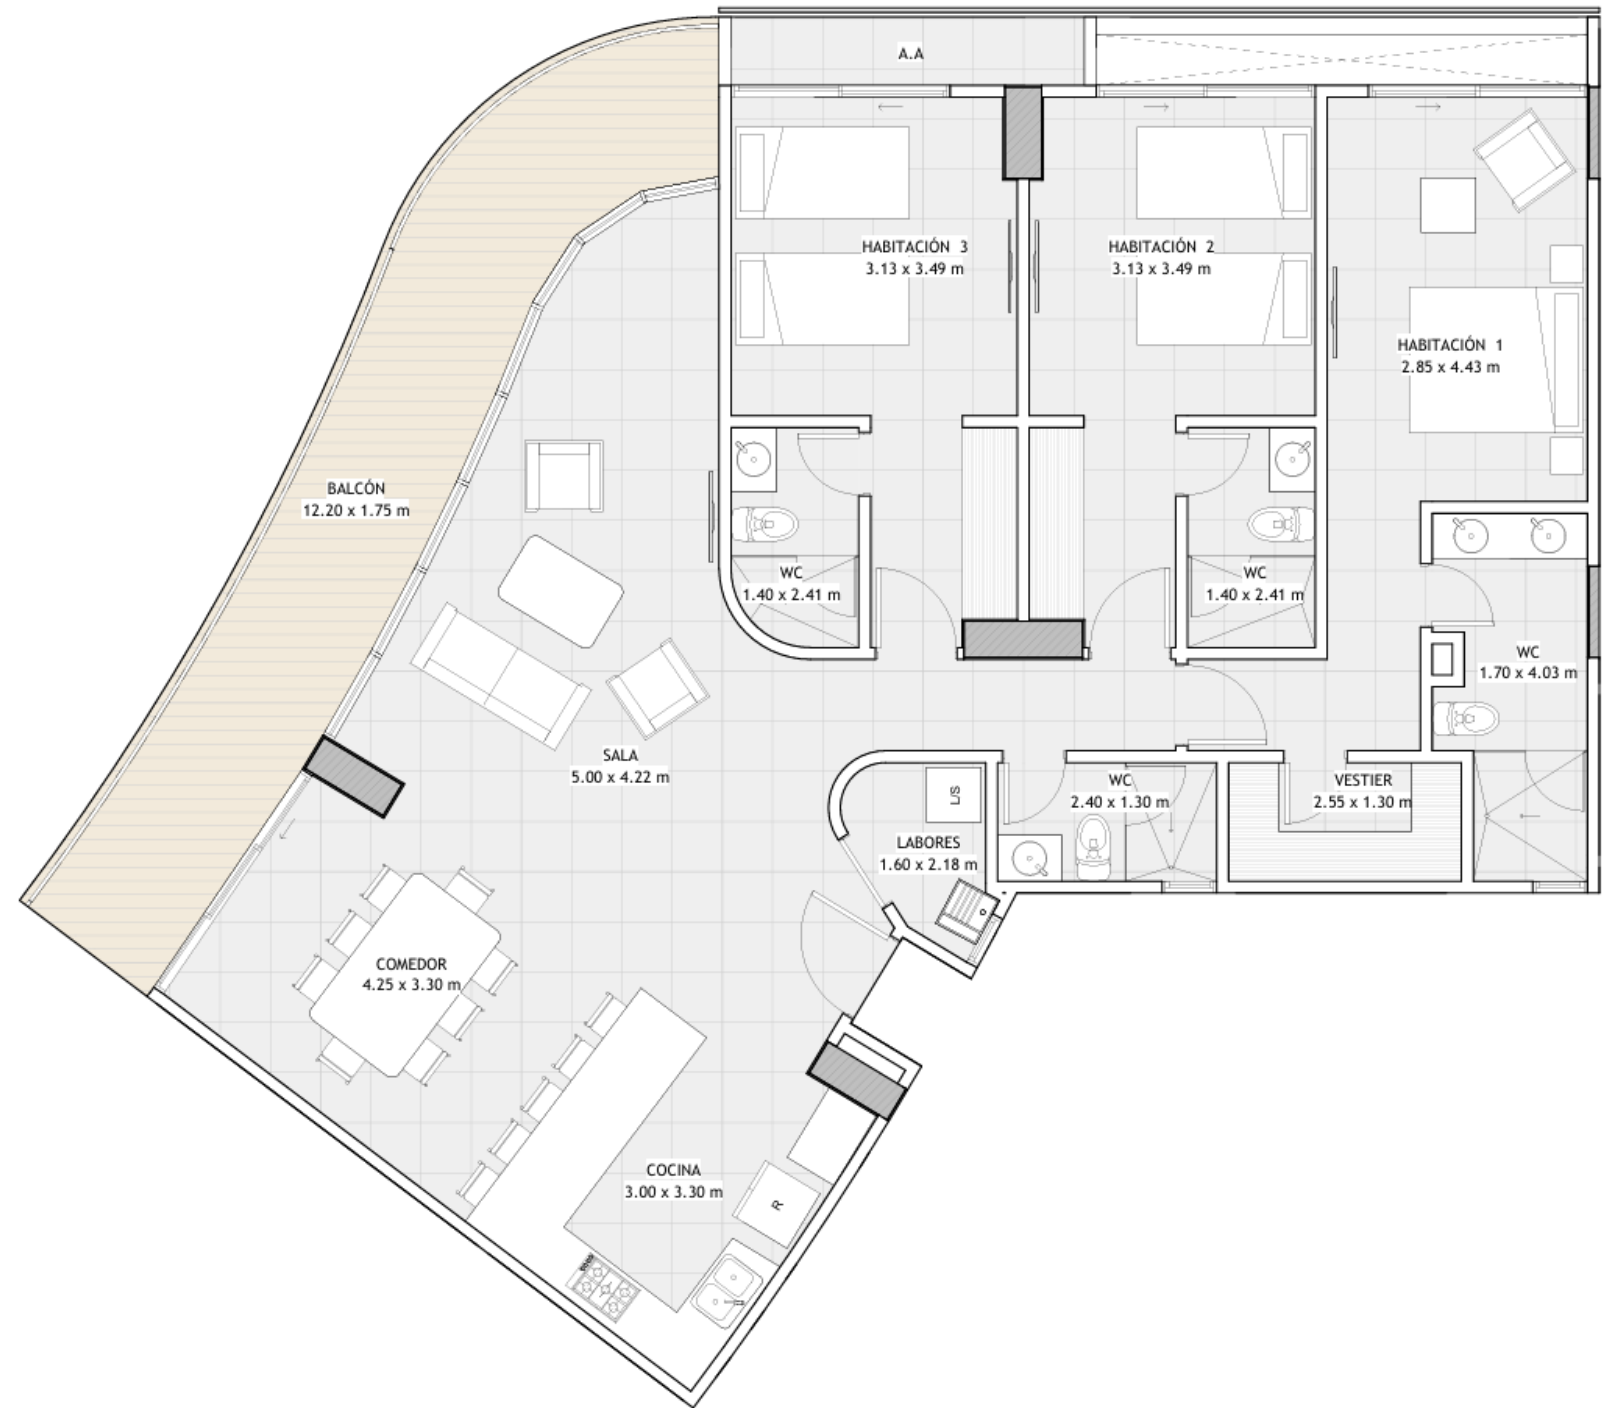 A.A
HABITACIÓN 3
3.13 x 3.49 m
HABITACIÓN 2
3.13 x 3.49 m
HABITACIÓN 1
2.85 x 4.43 m
BALCÓN
12.20 x 1.75 m
WC
1.40 x 2.41 m
WC
1.40 x 2.41 m
WC
1.70 x 4.03 m
SALA
5.00 x 4.22 m
L/S
WC
2.40 x 1.30 m
VESTIER
2.55 x 1.30 m
LABORES
1.60 x 2.18 m
COMEDOR
4.25 x 3.30 m
COCINA
3.00 x 3.30 m
R